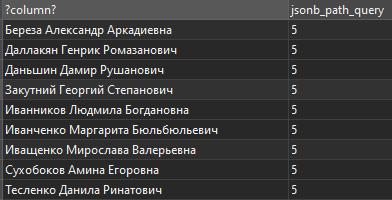 ?column? jsonb_path_query
Береза Александр Аркадиевна 5
Даллакян Генрик Ромазанович 5
Даньшин Дамир Рушанович 5
Закутний Георгий Степанович 5
Иванников Людмила Богдановна 5
Иванченко Маргарита Бюльбюльевич 5
Иващенко Мирослава Валерьевна 5
Сухобоков Амина Егоровна 5
Тесленко Данила Ринатович 5